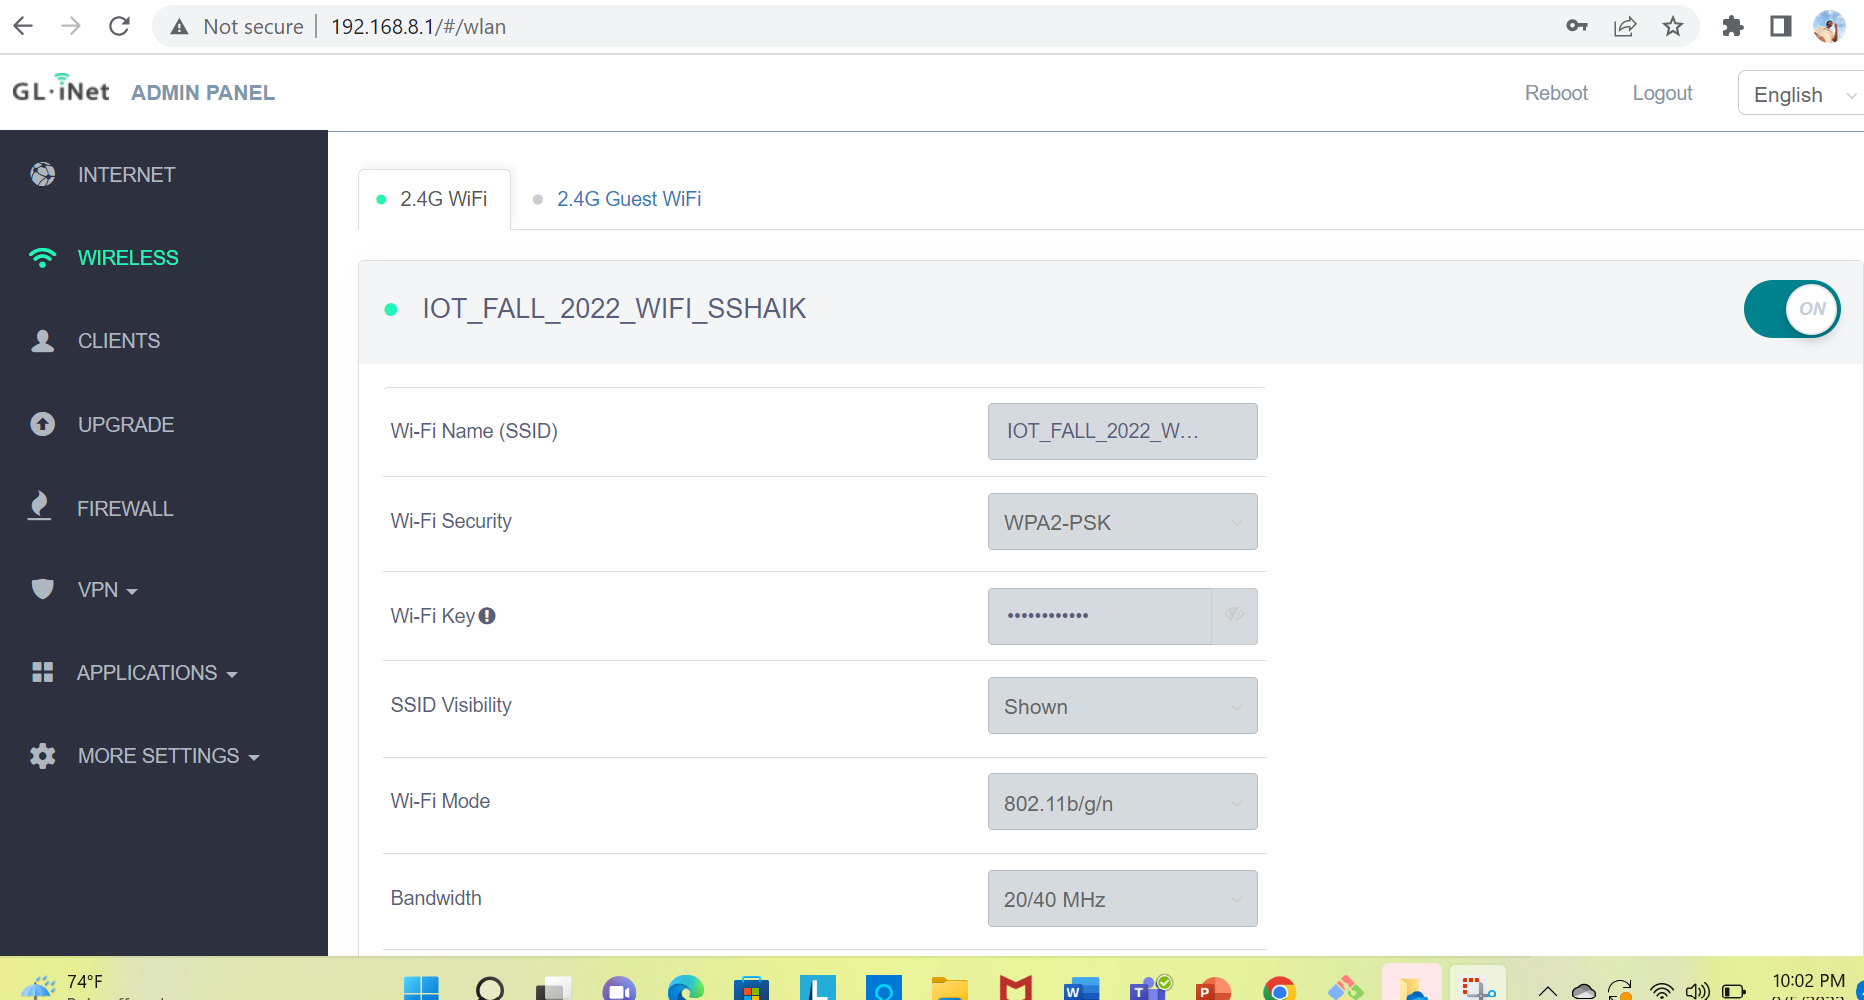 Not secure | 192.168.8.1/#/wlan
GL·iNet ADMIN PANEL Reboot Logout English
INTERNET
WIRELESS
CLIENTS
UPGRADE
FIREWALL
VPN
APPLICATIONS
MORE SETTINGS
2.4G WiFi 2.4G Guest WiFi
IOT_FALL_2022_WIFI_SSHAIK ON
Wi-Fi Name (SSID) IOT_FALL_2022_W...
Wi-Fi Security WPA2-PSK
Wi-Fi Key ••••••••••••
SSID Visibility Shown
Wi-Fi Mode 802.11b/g/n
Bandwidth 20/40 MHz
74°F 10:02 PM